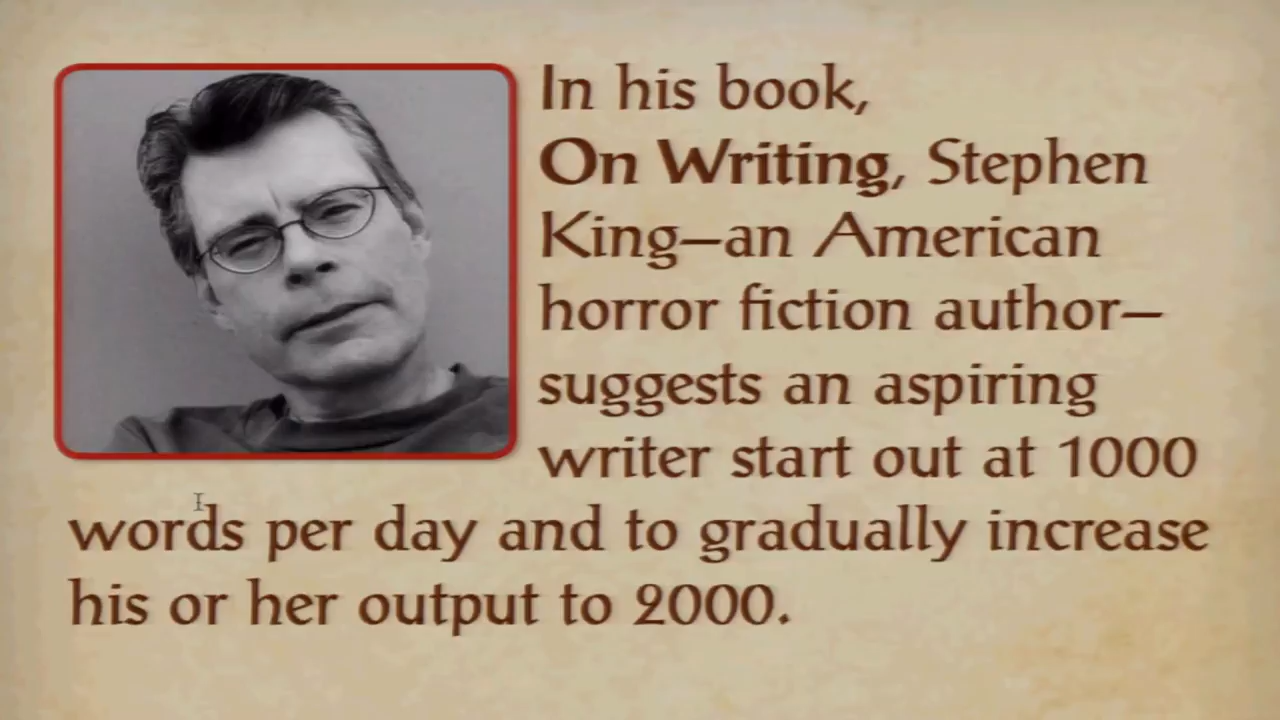 In his book,
On Writing, Stephen
King—an American
horror fiction author—
suggests an aspiring
writer start out at 1000
words per day and to gradually increase
his or her output to 2000.